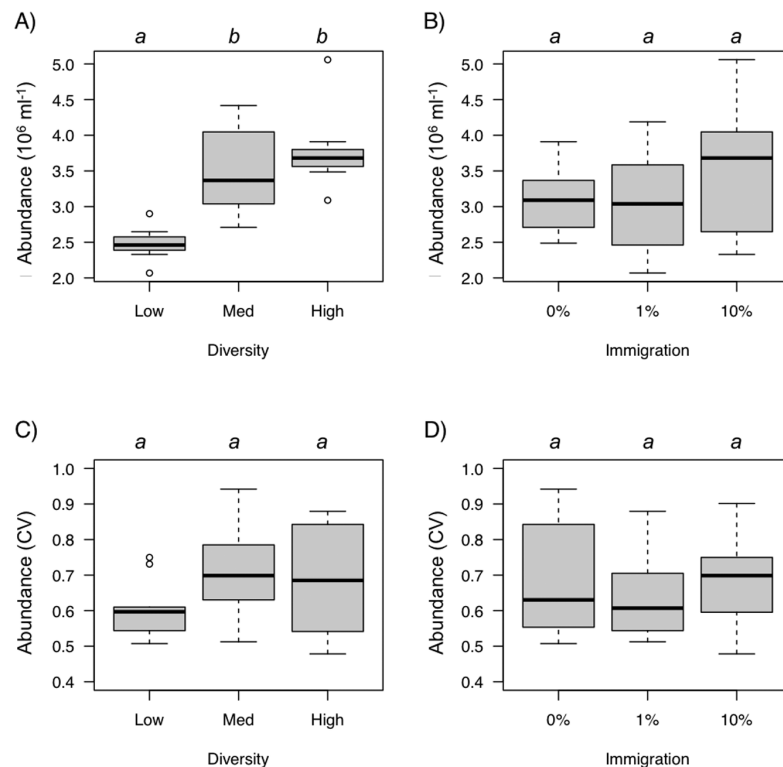 A)
a b b
Abundance (10⁶ ml⁻¹)
5.0
4.5
4.0
3.5
3.0
2.5
2.0
Low Med High
Diversity
B)
a a a
Abundance (10⁶ ml⁻¹)
5.0
4.5
4.0
3.5
3.0
2.5
2.0
0% 1% 10%
Immigration
C)
a a a
Abundance (CV)
1.0
0.9
0.8
0.7
0.6
0.5
0.4
Low Med High
Diversity
D)
a a a
Abundance (CV)
1.0
0.9
0.8
0.7
0.6
0.5
0.4
0% 1% 10%
Immigration